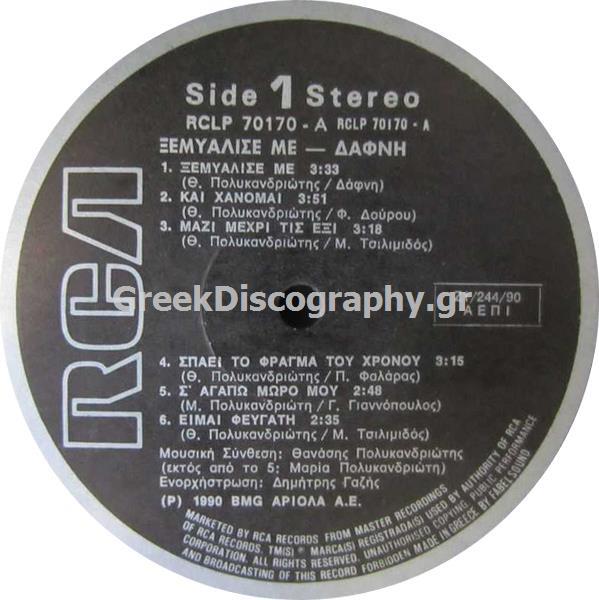 Side 1 Stereo
RCLP 70170 - A RCLP 70170 - A
ΞΕΜΥΑΛΙΣΕ ΜΕ — ΔΑΦΝΗ
1. ΞΕΜΥΑΛΙΣΕ ΜΕ 3:33
(Θ. Πολυκανδριώτης / Δάφνη)
2. ΚΑΙ ΧΑΝΟΜΑΙ 3:51
(Θ. Πολυκανδριώτης / Φ. Δούρου)
3. ΜΑΖΙ ΜΕΧΡΙ ΤΙΣ ΕΞΙ 3:18
(Θ. Πολυκανδριώτης / Μ. Τσιλιμιδός)
RCA
GreekDiscography.gr
/244/90
ΑΕΠΙ
4. ΣΠΑΕΙ ΤΟ ΦΡΑΓΜΑ ΤΟΥ ΧΡΟΝΟΥ 3:15
(Θ. Πολυκανδριώτης / Π. Φαλάρας)
5. Σ' ΑΓΑΠΩ ΜΩΡΟ ΜΟΥ 2:48
(Μ. Πολυκανδριώτη / Γ. Γιαννόπουλος)
6. ΕΙΜΑΙ ΦΕΥΓΑΤΗ 2:35
(Θ. Πολυκανδριώτης / Μ. Τσιλιμιδός)
Μουσική Σύνθεση: Θανάσης Πολυκανδριώτης
(εκτός από το 5: Μαρία Πολυκανδριώτη)
Ενορχήστρωση: Δημήτρης Γαζής
(P) 1990 BMG ΑΡΙΟΛΑ Α.Ε.
MARKETED BY RCA RECORDS FROM MASTER RECORDINGS
OF RCA RECORDS. TM(S) ® MARCA(S) REGISTRADA(S) USED BY AUTHORITY OF RCA
CORPORATION. ALL RIGHTS RESERVED. UNAUTHORISED COPYING PUBLIC PERFORMANCE
AND BROADCASTING OF THIS RECORD FORBIDDEN MADE IN GREECE BY FABELSOUND